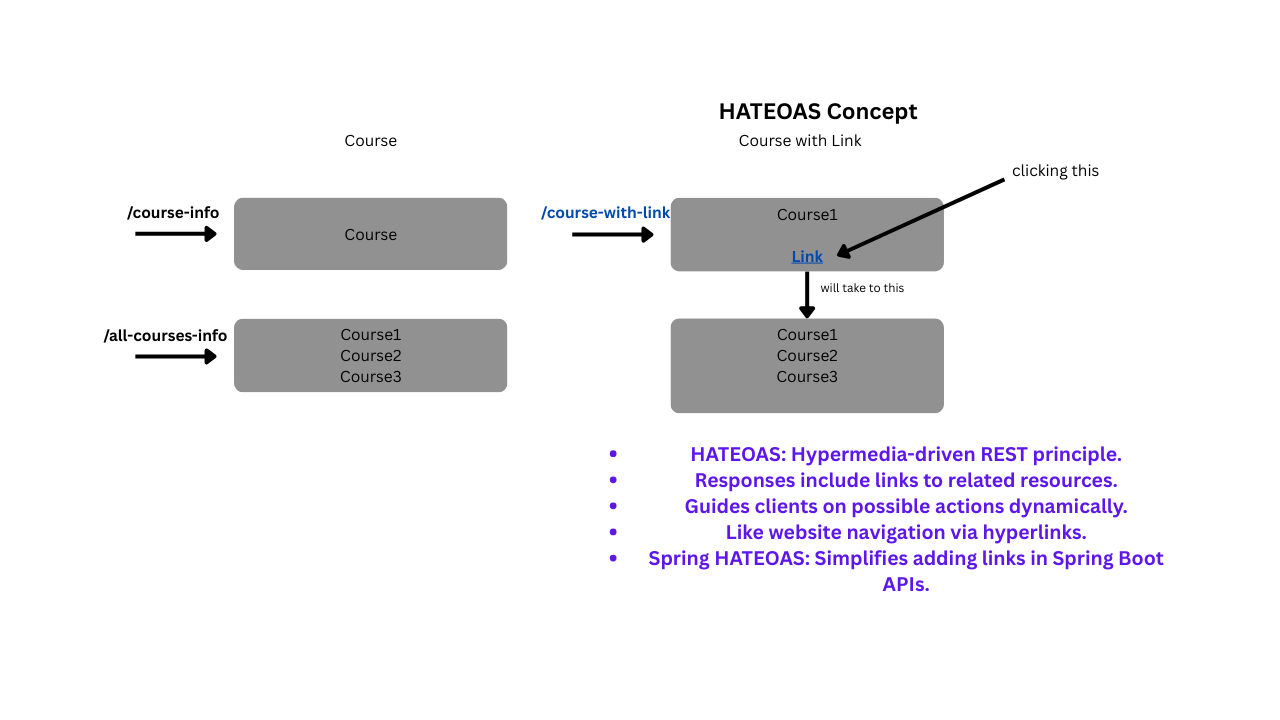 HATEOAS Concept
Course
Course with Link
clicking this
/course-info
Course
/course-with-link
Course1
Link
will take to this
/all-courses-info
Course1
Course2
Course3
Course1
Course2
Course3
• HATEOAS: Hypermedia-driven REST principle.
• Responses include links to related resources.
• Guides clients on possible actions dynamically.
• Like website navigation via hyperlinks.
• Spring HATEOAS: Simplifies adding links in Spring Boot
APIs.